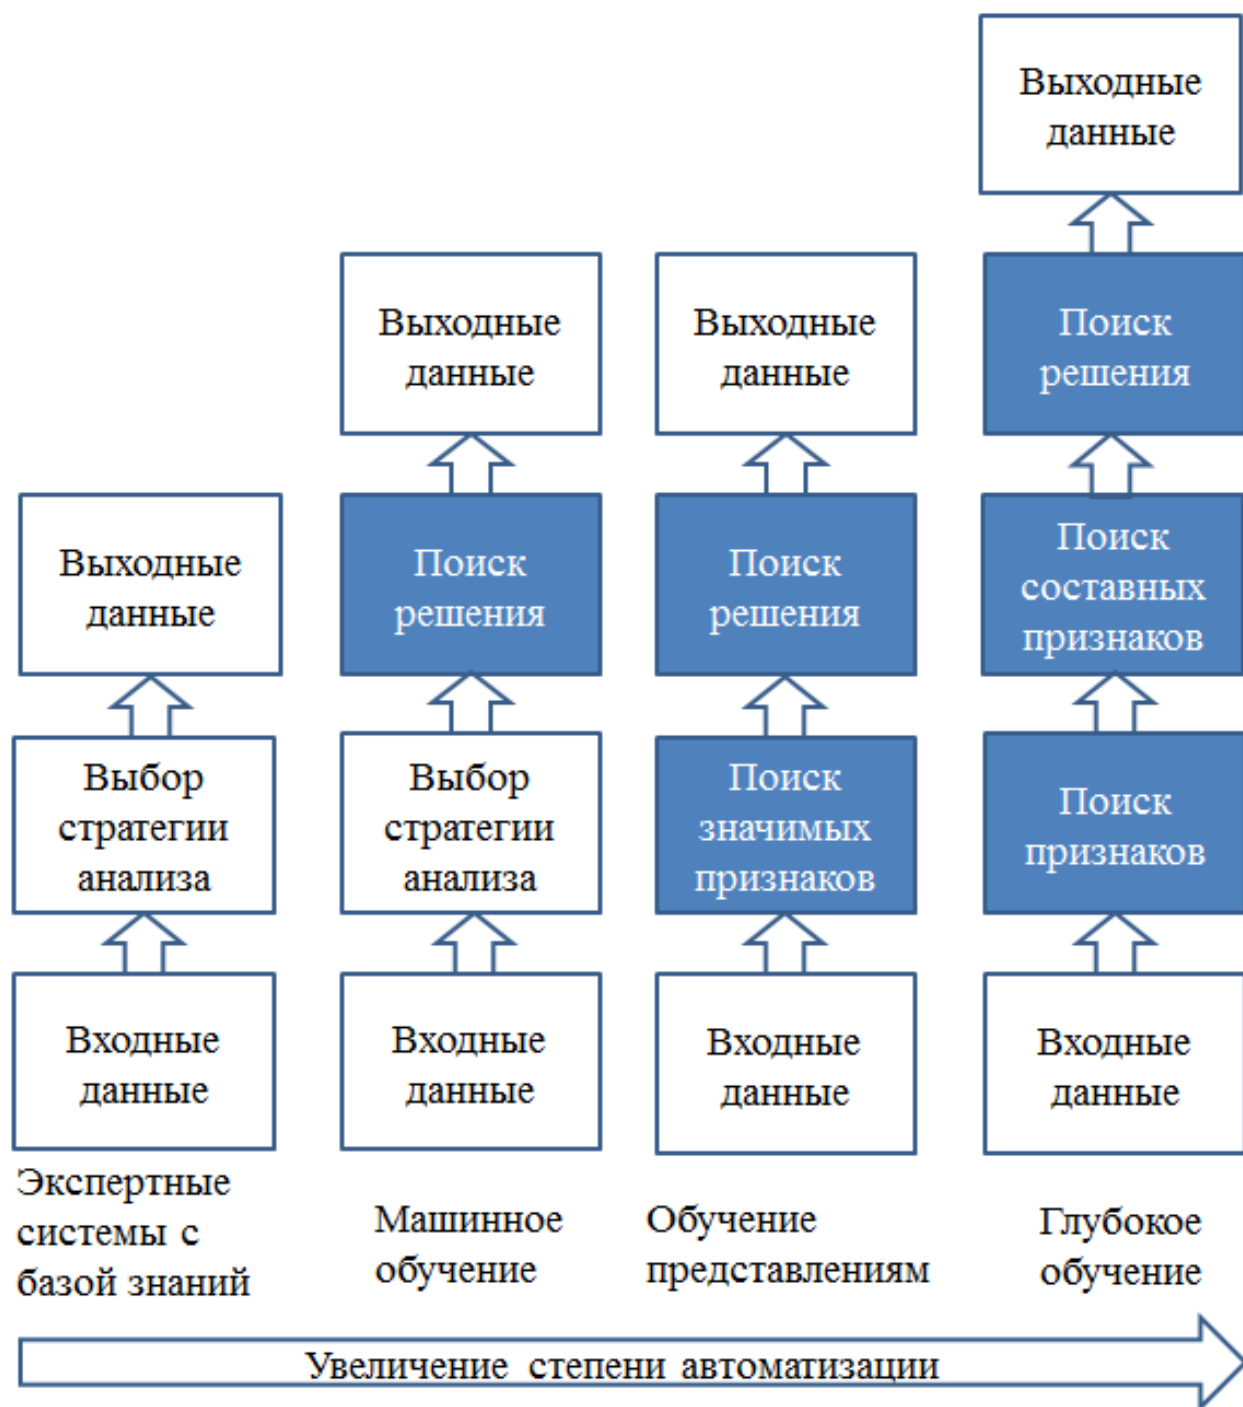 Выходные
данные
Выходные
данные
Выходные
данные
Поиск
решения
Выходные
данные
Поиск
решения
Поиск
решения
Поиск
составных
признаков
Выбор
стратегии
анализа
Выбор
стратегии
анализа
Поиск
значимых
признаков
Поиск
признаков
Входные
данные
Входные
данные
Входные
данные
Входные
данные
Экспертные
системы с
базой знаний
Машинное
обучение
Обучение
представлениям
Глубокое
обучение
Увеличение степени автоматизации